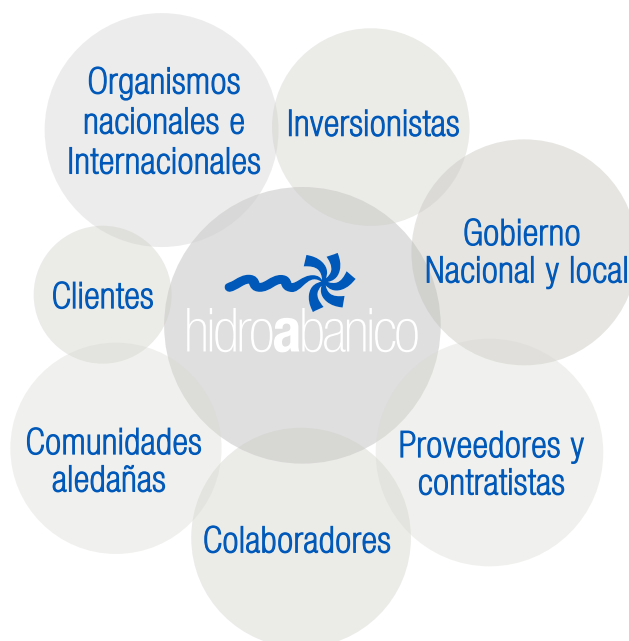 Organismos
nacionales e
Internacionales
Inversionistas
Gobierno
Nacional y local
Clientes
hidroabanico
Comunidades
aledañas
Proveedores y
contratistas
Colaboradores